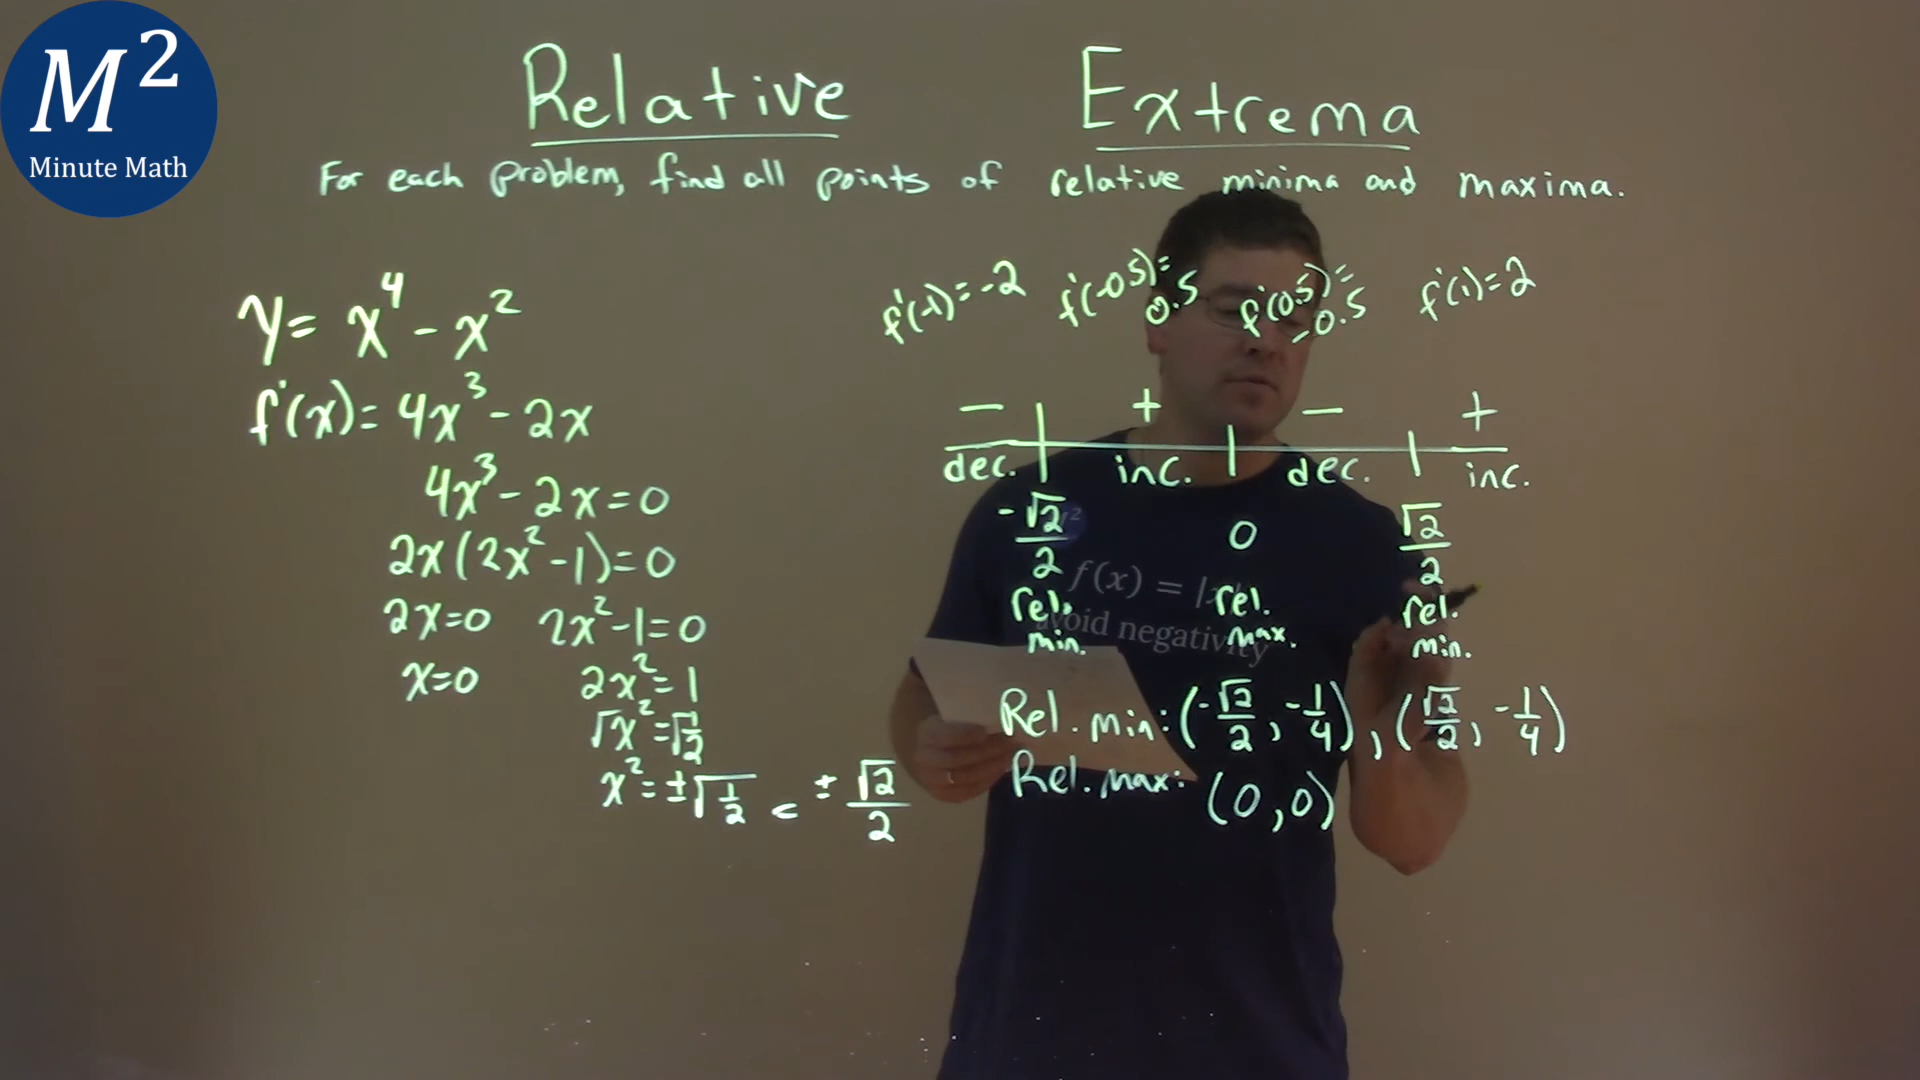 M²
Minute Math
Relative Extrema
For each problem, find all points of relative minima and maxima.
y = x⁴ - x²
f'(x) = 4x³ - 2x
4x³ - 2x = 0
2x(2x² - 1) = 0
2x=0 2x² - 1 = 0
x=0 2x² = 1
√x² = √1/2
x² = ±√1/2 = ±√2/2
f'(-1) = -2 f'(-0.5) = 0.5 f'(0.5) = -0.5 f'(1) = 2
− + − +
dec. inc. dec. inc.
-√2/2 0 √2/2
rel. min. rel. max. rel. min.
f(x) = |x
avoid negativity
Rel. min: (-√2/2, -1/4), (√2/2, -1/4)
Rel. max: (0,0)